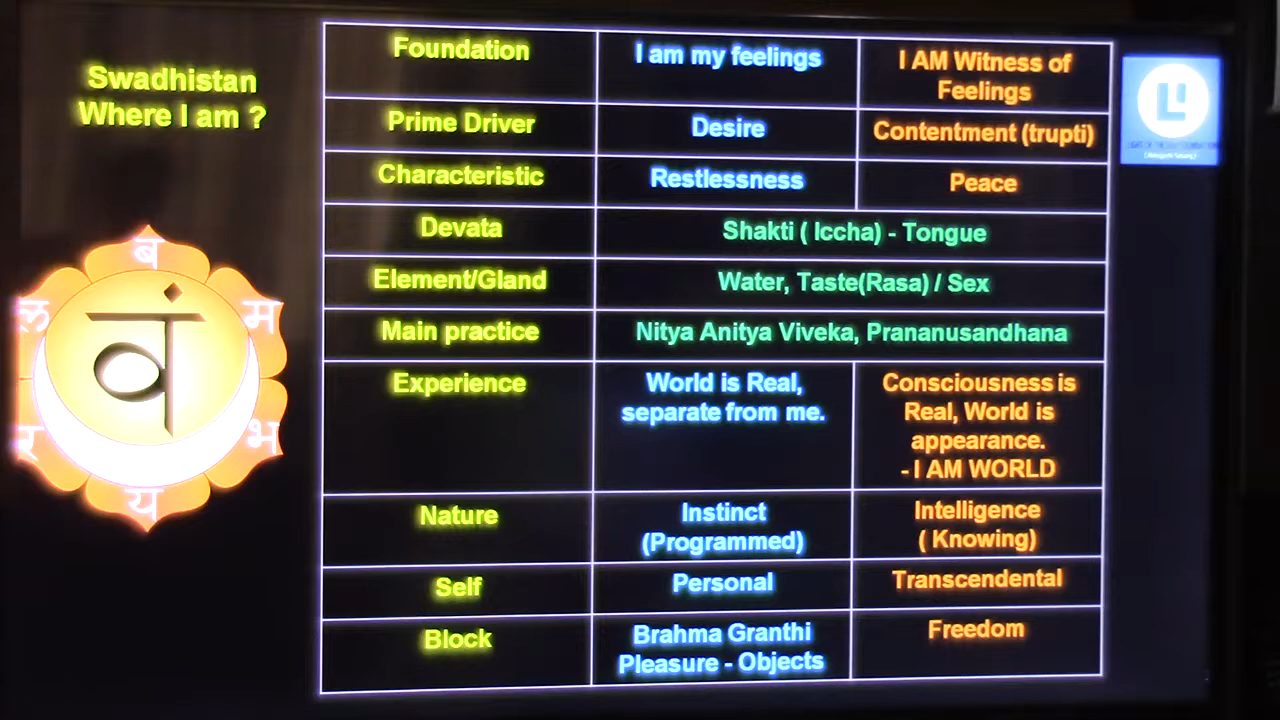 Swadhistan
Where I am ?
Foundation
I am my feelings
I AM Witness of
Feelings
Prime Driver
Desire
Contentment (trupti)
Characteristic
Restlessness
Peace
Devata
Shakti ( Iccha) - Tongue
Element/Gland
Water, Taste(Rasa) / Sex
Main practice
Nitya Anitya Viveka, Prananusandhana
Experience
World is Real,
separate from me.
Consciousness is
Real, World is
appearance.
- I AM WORLD
Nature
Instinct
(Programmed)
Intelligence
( Knowing)
Self
Personal
Transcendental
Block
Brahma Granthi
Pleasure - Objects
Freedom
बं
ल
म
वं
र
भ
य